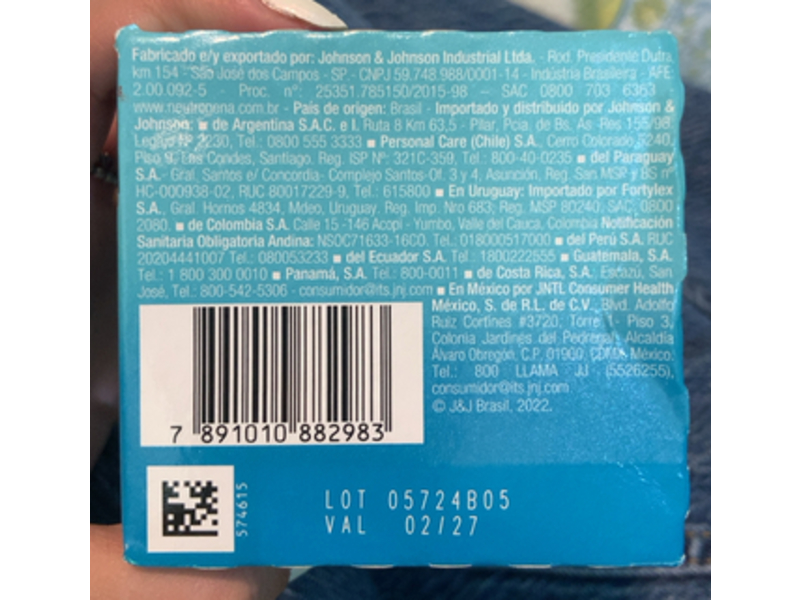 Fabricado e/y exportado por: Johnson & Johnson Industrial Ltda. - Rod. Presidente Dutra,
km 154 - São José dos Campos - SP - CNPJ 59.748.988/0001-14 - Indústria Brasileira - AFE
2.00.092-5 - Proc. nº: 25351.785150/2015-98 - SAC 0800 703 6363
www.neutrogena.com.br - País de origen: Brasil - Importado y distribuido por Johnson &
Johnson: ■ de Argentina S.A.C. e I. Ruta 8 Km 63,5 - Pilar, Pcia. de Bs. As. Res 155/98,
Legajo Nº 2230, Tel.: 0800 555 3333 ■ Personal Care (Chile) S.A., Cerro Colorado 5240,
Piso 9, Las Condes, Santiago. Reg. ISP Nº: 321C-359, Tel.: 800-40-0235 ■ del Paraguay
S.A.- Gral. Santos e/ Concordia- Complejo Santos-Of. 3 y 4, Asunción, Reg. San MSP y BS nº
HC-000938-02, RUC 80017229-9, Tel.: 615800 ■ En Uruguay: Importado por Fortylex
S.A., Gral. Hornos 4834, Mdeo, Uruguay. Reg. Imp. Nro 683; Reg. MSP 80240, SAC: 0800
2060. ■ de Colombia S.A. Calle 15 -146 Acopi - Yumbo, Valle del Cauca, Colombia Notificación
Sanitaria Obligatoria Andina: NSOC71633-16CO. Tel.: 018000517000 ■ del Perú S.A. RUC
20204441007 Tel.: 080053233 ■ del Ecuador S.A. Tel.: 1800222555 ■ Guatemala, S.A.
Tel.: 1 800 300 0010 ■ Panamá, S.A. Tel.: 800-0011 ■ de Costa Rica, S.A.: Escazú, San
José, Tel.: 800-542-5306 - consumidor@its.jnj.com ■ En México por JNTL Consumer Health
México, S. de R.L. de C.V., Blvd. Adolfo
Ruiz Cortines #3720, Torre - Piso 3,
Colonia Jardines del Pedregal, Alcaldía
Álvaro Obregón, C.P. 01900, CDMX, México.
Tel.: 800 LLAMA JJ (5526255),
consumidor@its.jnj.com
© J&J Brasil, 2022.
7 891010 882983
574615
LOT 05724B05
VAL 02/27